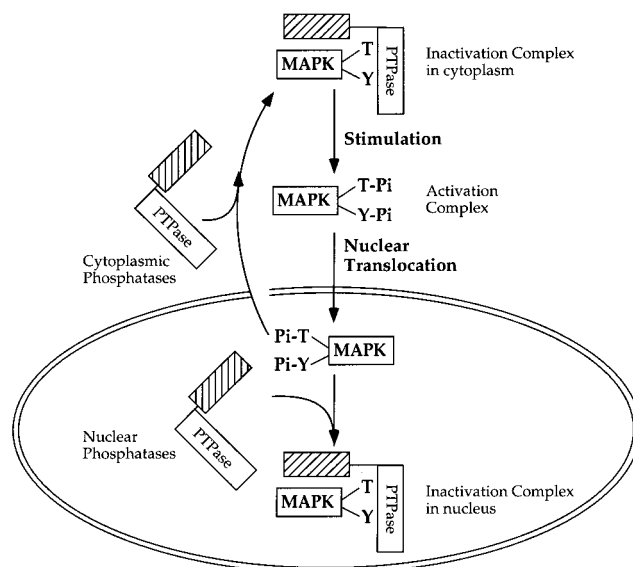 T
MAPK
Y
PTPase
Inactivation Complex
in cytoplasm
Stimulation
PTPase
T-Pi
MAPK
Y-Pi
Activation
Complex
Cytoplasmic
Phosphatases
Nuclear
Translocation
Pi-T
MAPK
Pi-Y
PTPase
Nuclear
Phosphatases
T
MAPK
Y
PTPase
Inactivation Complex
in nucleus